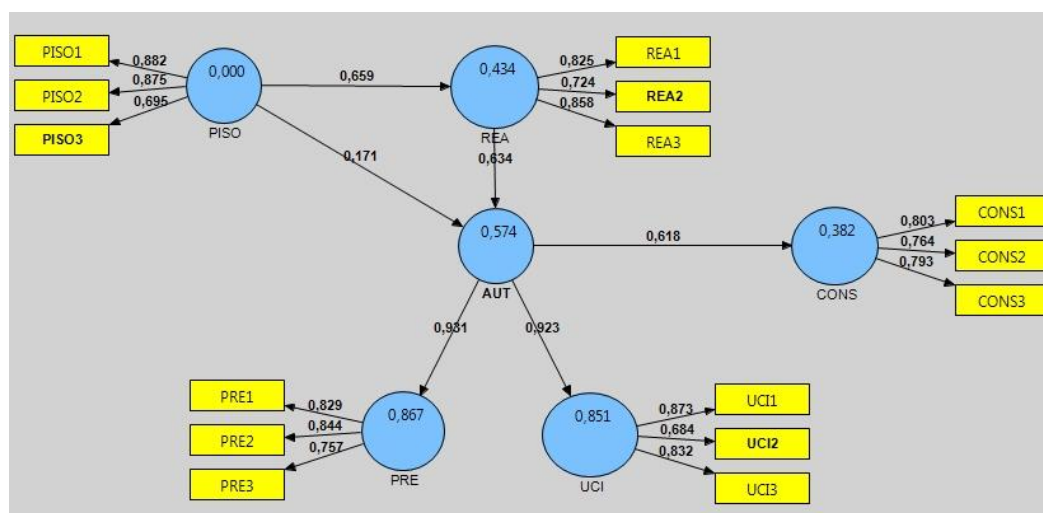 PISO1
PISO2
PISO3
0,882
0,875
0,695
0,000
PISO
0,659
0,171
0,434
REA
0,634
0,825
0,724
0,858
REA1
REA2
REA3
0,574
AUT
0,618
0,382
CONS
0,803
0,764
0,793
CONS1
CONS2
CONS3
0,931
0,923
PRE1
PRE2
PRE3
0,829
0,844
0,757
0,867
PRE
0,851
UCI
0,873
0,684
0,832
UCI1
UCI2
UCI3